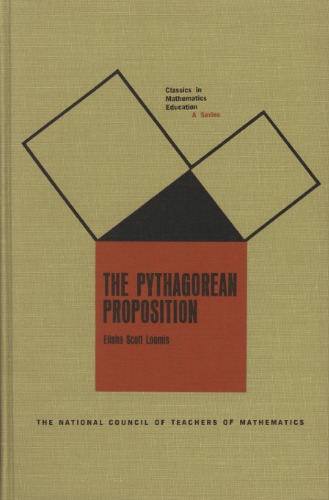 Classics in
Mathematics
Education
A Series
THE PYTHAGOREAN
PROPOSITION
Elisha Scott Loomis
THE NATIONAL COUNCIL OF TEACHERS OF MATHEMATICS